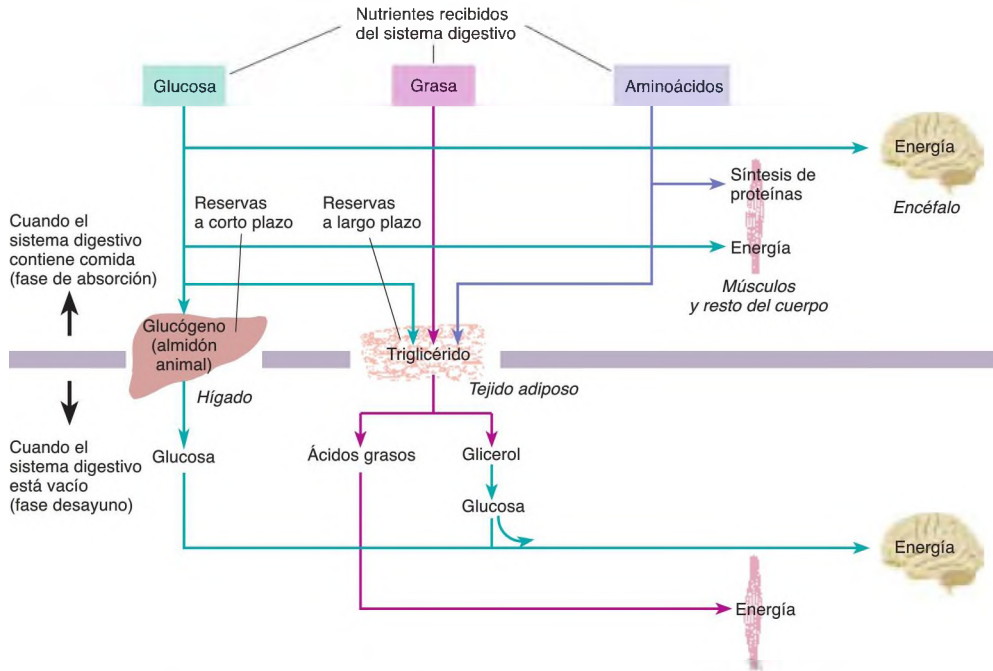 Nutrientes recibidos
del sistema digestivo
Glucosa
Grasa
Aminoácidos
Energía
Encéfalo
Síntesis de
proteínas
Energía
Músculos
y resto del cuerpo
Reservas
a corto plazo
Reservas
a largo plazo
Cuando el
sistema digestivo
contiene comida
(fase de absorción)
Glucógeno
(almidón
animal)
Hígado
Triglicérido
Tejido adiposo
Cuando el
sistema digestivo
está vacío
(fase desayuno)
Glucosa
Ácidos grasos
Glicerol
Glucosa
Energía
Energía